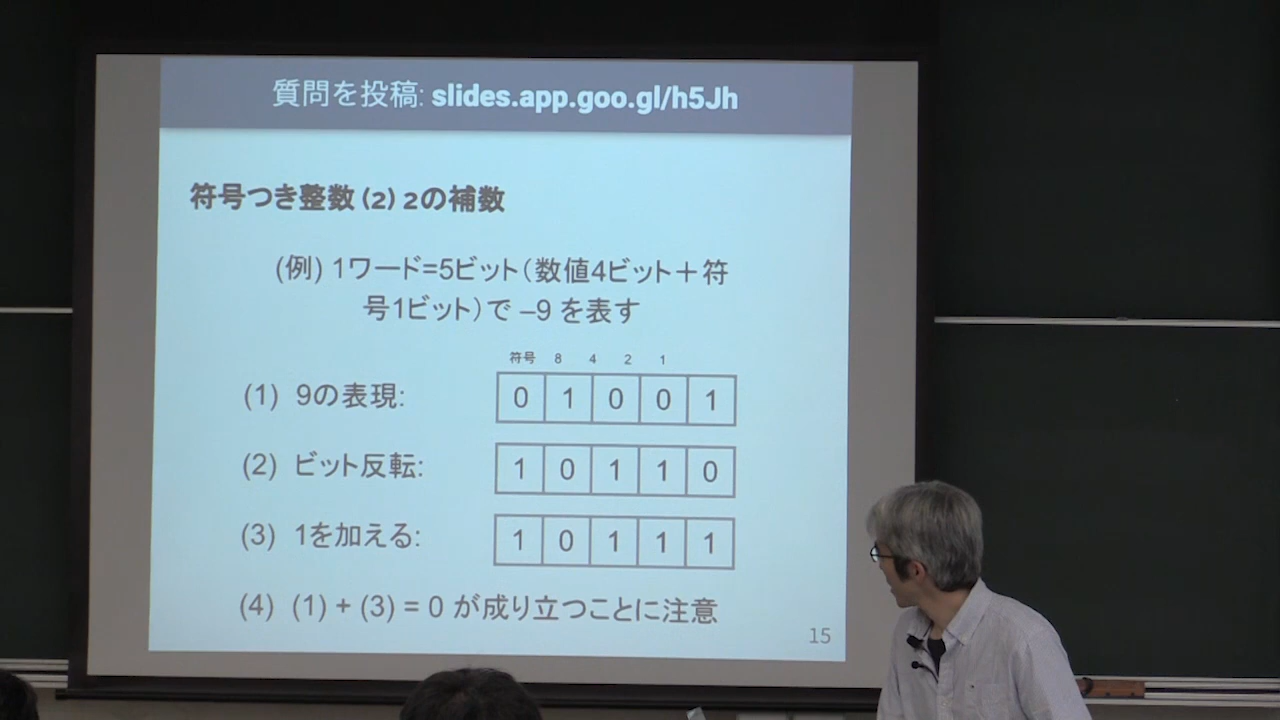 質問を投稿: slides.app.goo.gl/h5Jh
符号つき整数 (2) 2の補数
(例) 1ワード=5ビット(数値4ビット+符
号1ビット)で –9 を表す
符号 8 4 2 1
(1) 9の表現: 0 1 0 0 1
(2) ビット反転: 1 0 1 1 0
(3) 1を加える: 1 0 1 1 1
(4) (1) + (3) = 0 が成り立つことに注意
15